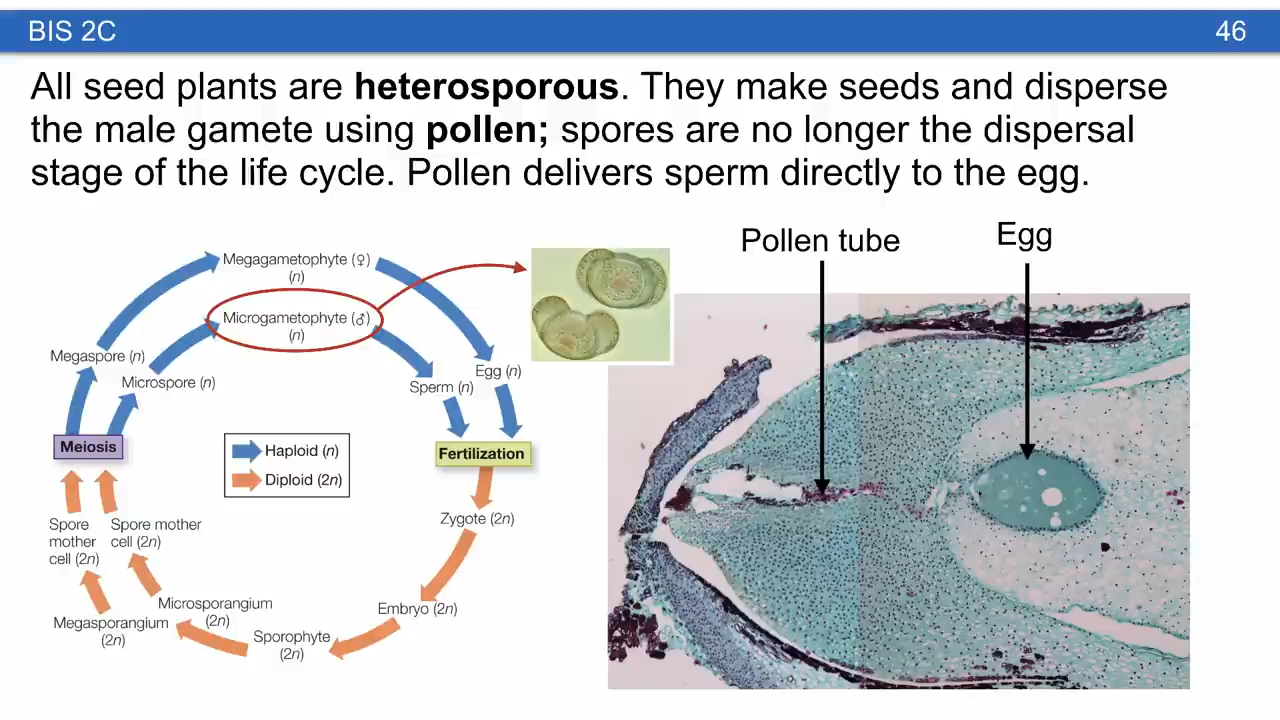 BIS 2C
46
All seed plants are heterosporous. They make seeds and disperse
the male gamete using pollen; spores are no longer the dispersal
stage of the life cycle. Pollen delivers sperm directly to the egg.
Pollen tube
Egg
Megagametophyte (♀)
(n)
Microgametophyte (♂)
(n)
Megaspore (n)
Microspore (n)
Sperm (n)
Egg (n)
Meiosis
Haploid (n)
Diploid (2n)
Fertilization
Spore
mother
cell (2n)
Spore mother
cell (2n)
Zygote (2n)
Microsporangium
(2n)
Megasporangium
(2n)
Sporophyte
(2n)
Embryo (2n)